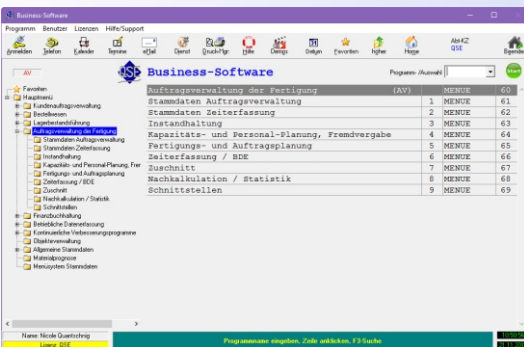 Business-Software
Programm Benutzer Lizenzen Hilfe/Support
Anmelden Telefon Kalender Termine eMail Dienst Druck-Mgr. Hilfe Demigs Datum Favoriten Home Beenden
Abt-KZ
QSE
AV
QSE Business-Software Programm- /Auswahl Start
Favoriten
Hauptmenü
Kundenauftragsverwaltung
Bestellwesen
Lagerbestandsführung
Auftragsverwaltung der Fertigung
Stammdaten Auftragsverwaltung
Stammdaten Zeiterfassung
Instandhaltung
Kapazitäts- und Personal-Planung, Frer
Fertigungs- und Auftragsplanung
Zeiterfassung / BDE
Zuschnitt
Nachkalkulation / Statistik
Schnittstellen
Finanzbuchhaltung
Betriebliche Datenerfassung
Kontinuierliche Verbesserungsprogramme
Objekteverwaltung
Allgemeine Stammdaten
Materialprognose
Menüsystem Stammdaten
Auftragsverwaltung der Fertigung (AV) MENUE 60
Stammdaten Auftragsverwaltung 1 MENUE 61
Stammdaten Zeiterfassung 2 MENUE 62
Instandhaltung 3 MENUE 63
Kapazitäts- und Personal-Planung, Fremdvergabe 4 MENUE 64
Fertigungs- und Auftragsplanung 5 MENUE 65
Zeiterfassung / BDE 6 MENUE 66
Zuschnitt 7 MENUE 67
Nachkalkulation / Statistik 8 MENUE 68
Schnittstellen 9 MENUE 69
Name: Nicole Quantschnig
Lizenz: QSE
Programmname eingeben, Zeile anklicken, F3-Suche